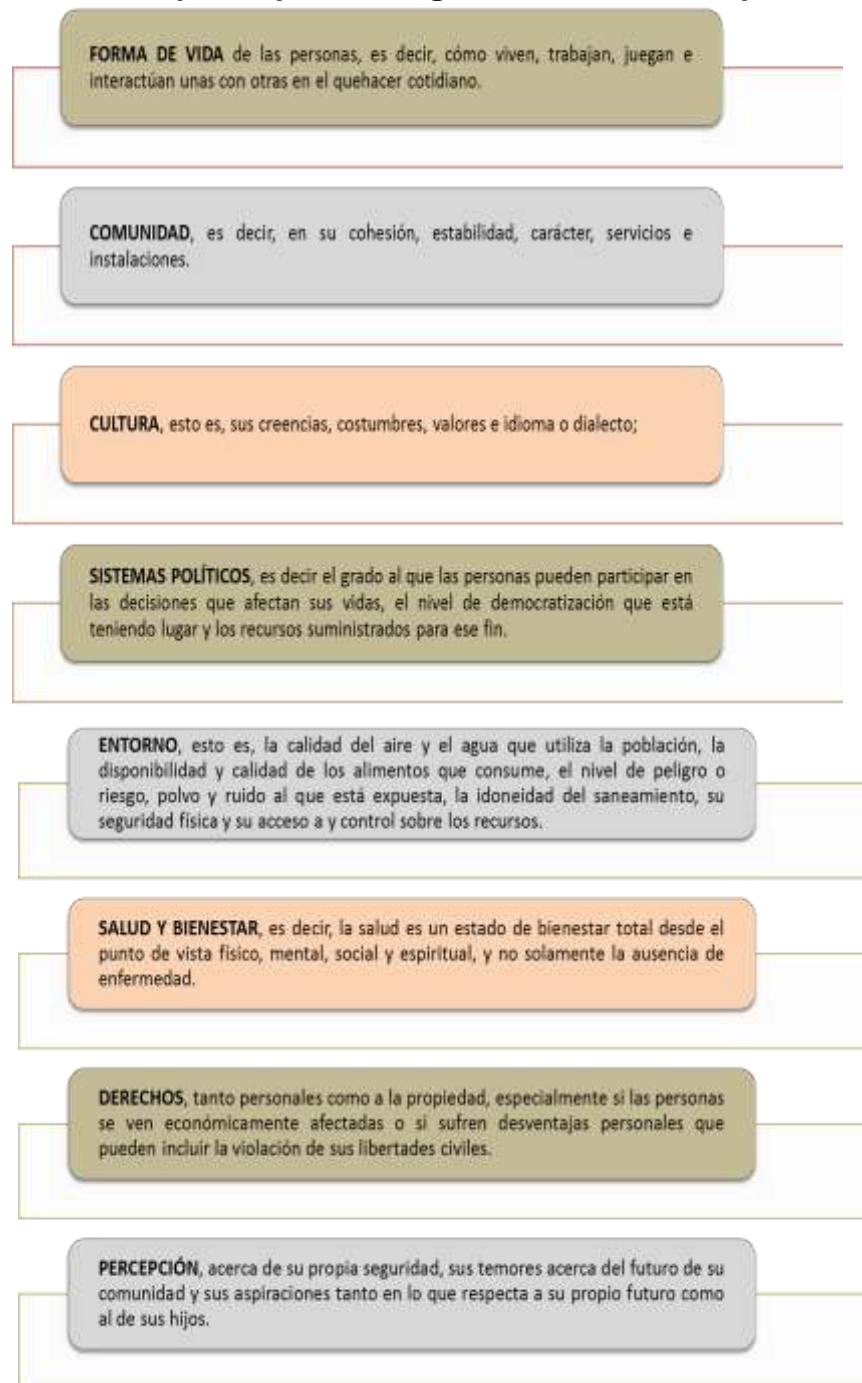 FORMA DE VIDA de las personas, es decir, cómo viven, trabajan, juegan e
interactúan unas con otras en el quehacer cotidiano.
COMUNIDAD, es decir, en su cohesión, estabilidad, carácter, servicios e
instalaciones.
CULTURA, esto es, sus creencias, costumbres, valores e idioma o dialecto;
SISTEMAS POLÍTICOS, es decir el grado al que las personas pueden participar en
las decisiones que afectan sus vidas, el nivel de democratización que está
teniendo lugar y los recursos suministrados para ese fin.
ENTORNO, esto es, la calidad del aire y el agua que utiliza la población, la
disponibilidad y calidad de los alimentos que consume, el nivel de peligro o
riesgo, polvo y ruido al que está expuesta, la idoneidad del saneamiento, su
seguridad física y su acceso a y control sobre los recursos.
SALUD Y BIENESTAR, es decir, la salud es un estado de bienestar total desde el
punto de vista físico, mental, social y espiritual, y no solamente la ausencia de
enfermedad.
DERECHOS, tanto personales como a la propiedad, especialmente si las personas
se ven económicamente afectadas o si sufren desventajas personales que
pueden incluir la violación de sus libertades civiles.
PERCEPCIÓN, acerca de su propia seguridad, sus temores acerca del futuro de su
comunidad y sus aspiraciones tanto en lo que respecta a su propio futuro como
al de sus hijos.